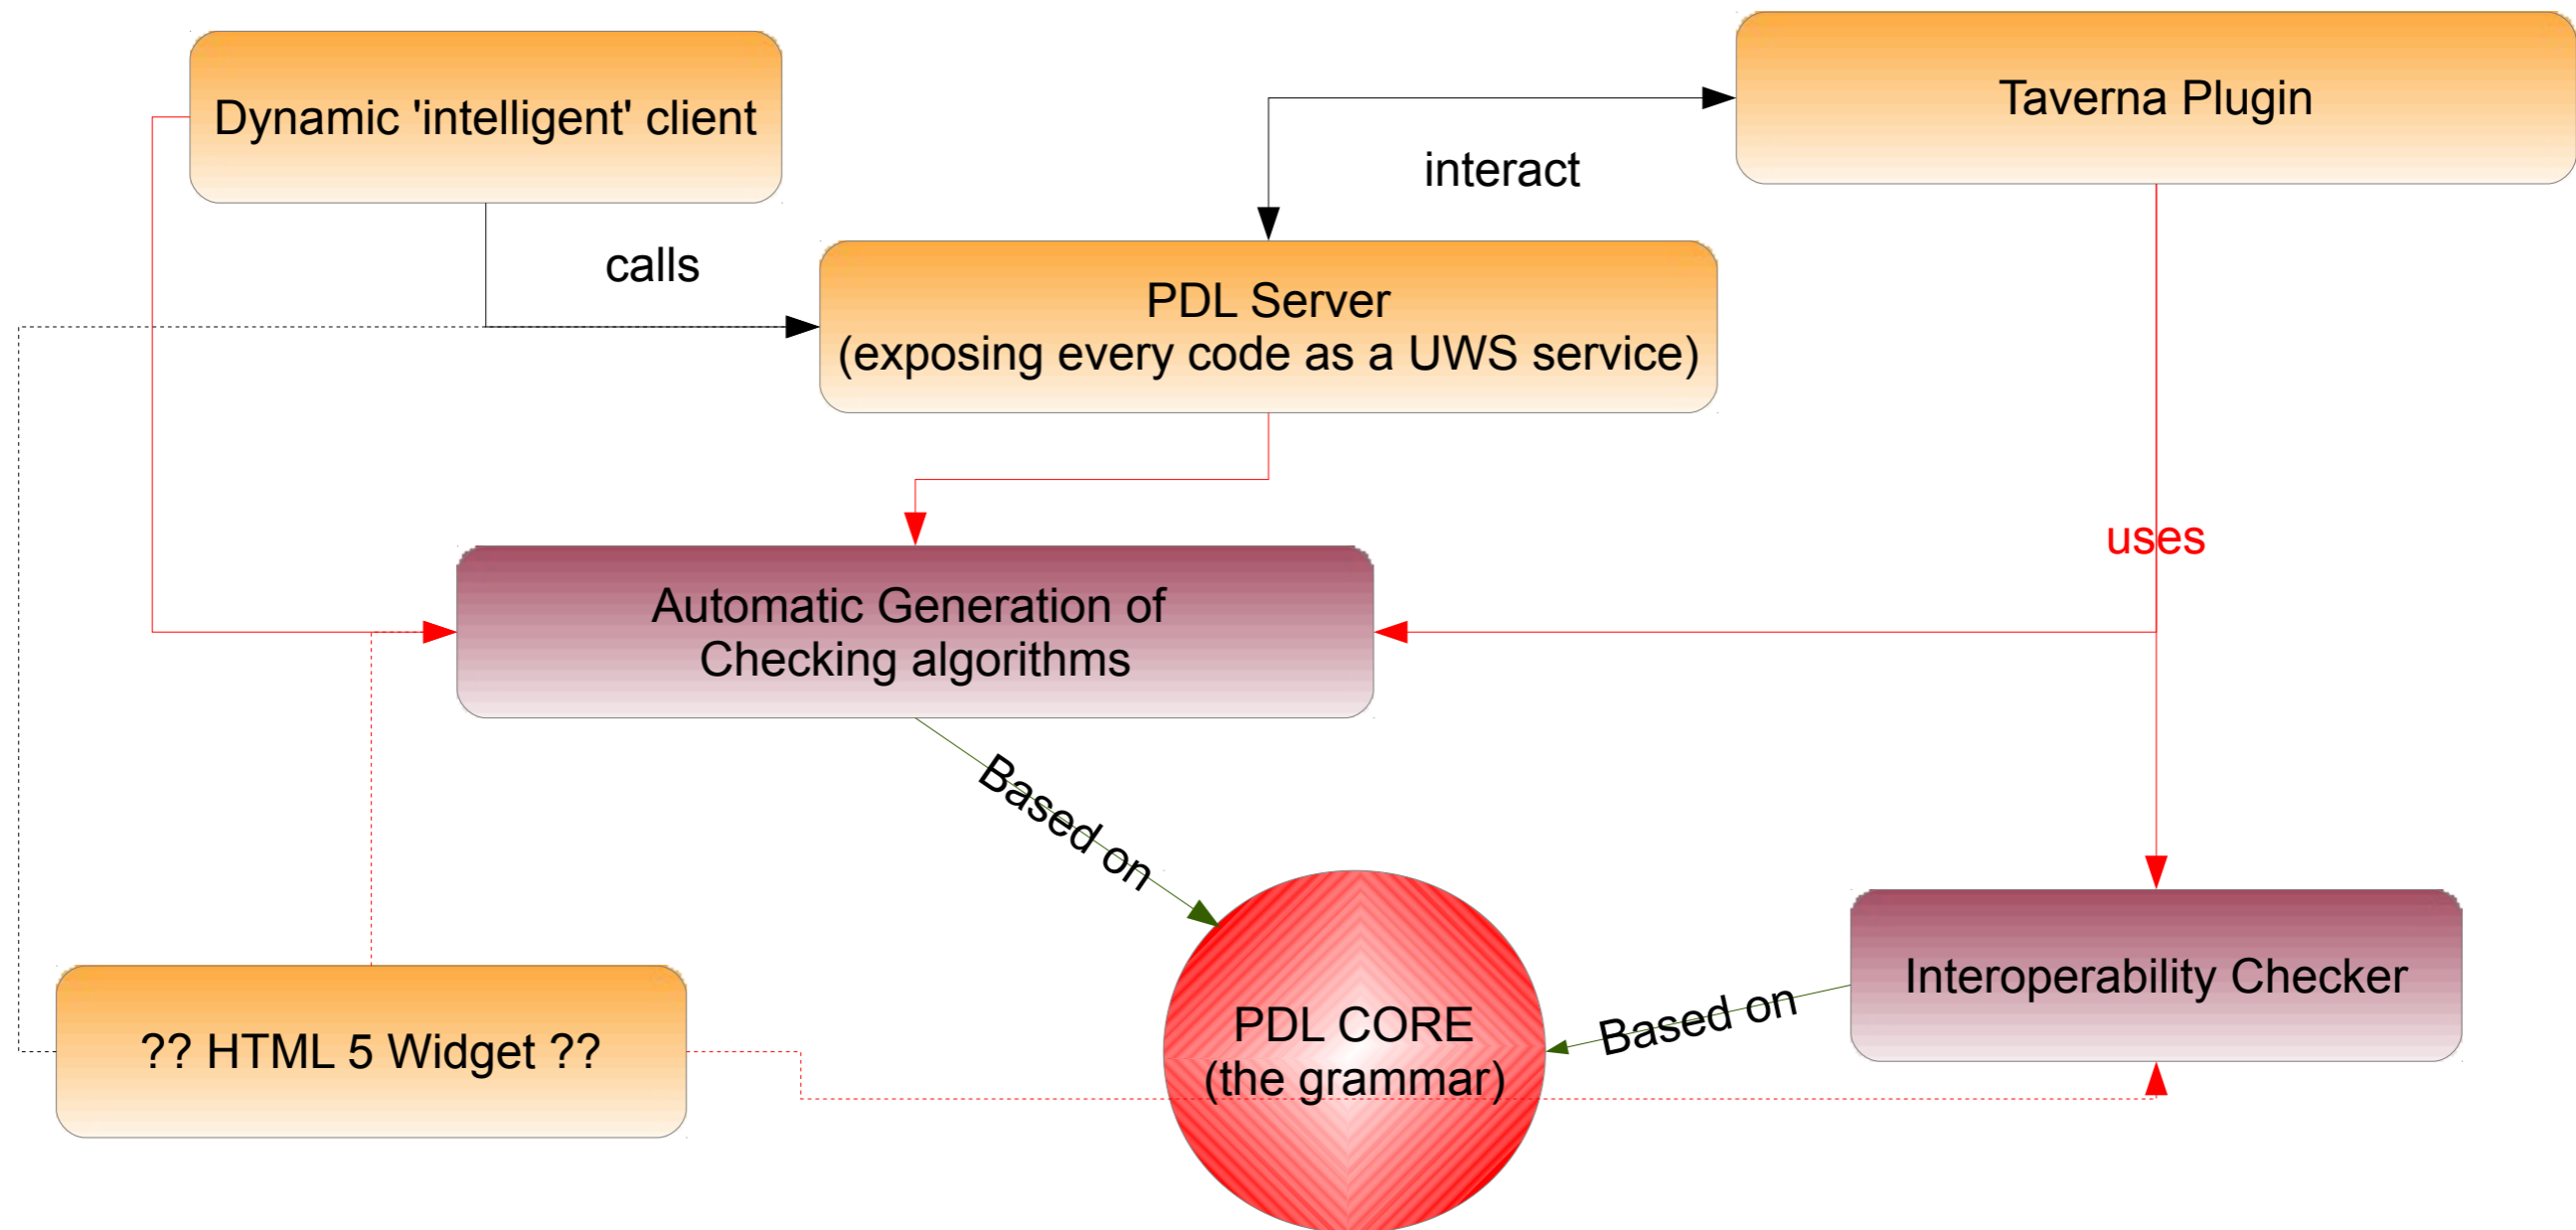 Dynamic 'intelligent' client
Taverna Plugin
interact
calls
PDL Server
(exposing every code as a UWS service)
uses
Automatic Generation of
Checking algorithms
Based on
Interoperability Checker
Based on
PDL CORE
(the grammar)
?? HTML 5 Widget ??